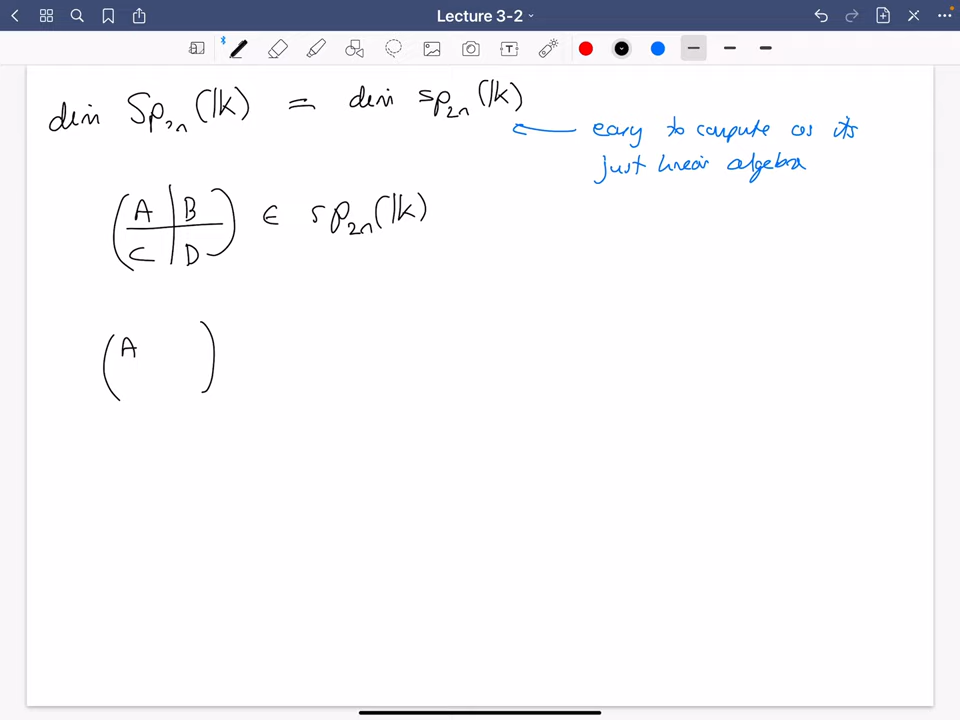 Lecture 3-2
dim Sp₂ₙ(𝕜) = dim sp₂ₙ(𝕜)
← easy to compute as its
just linear algebra
(A | B
C | D) ∈ sp₂ₙ(𝕜)
(A )